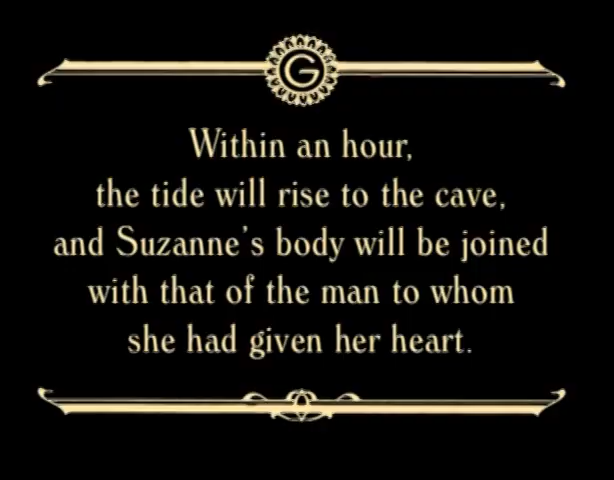 G
Within an hour,
the tide will rise to the cave,
and Suzanne's body will be joined
with that of the man to whom
she had given her heart.